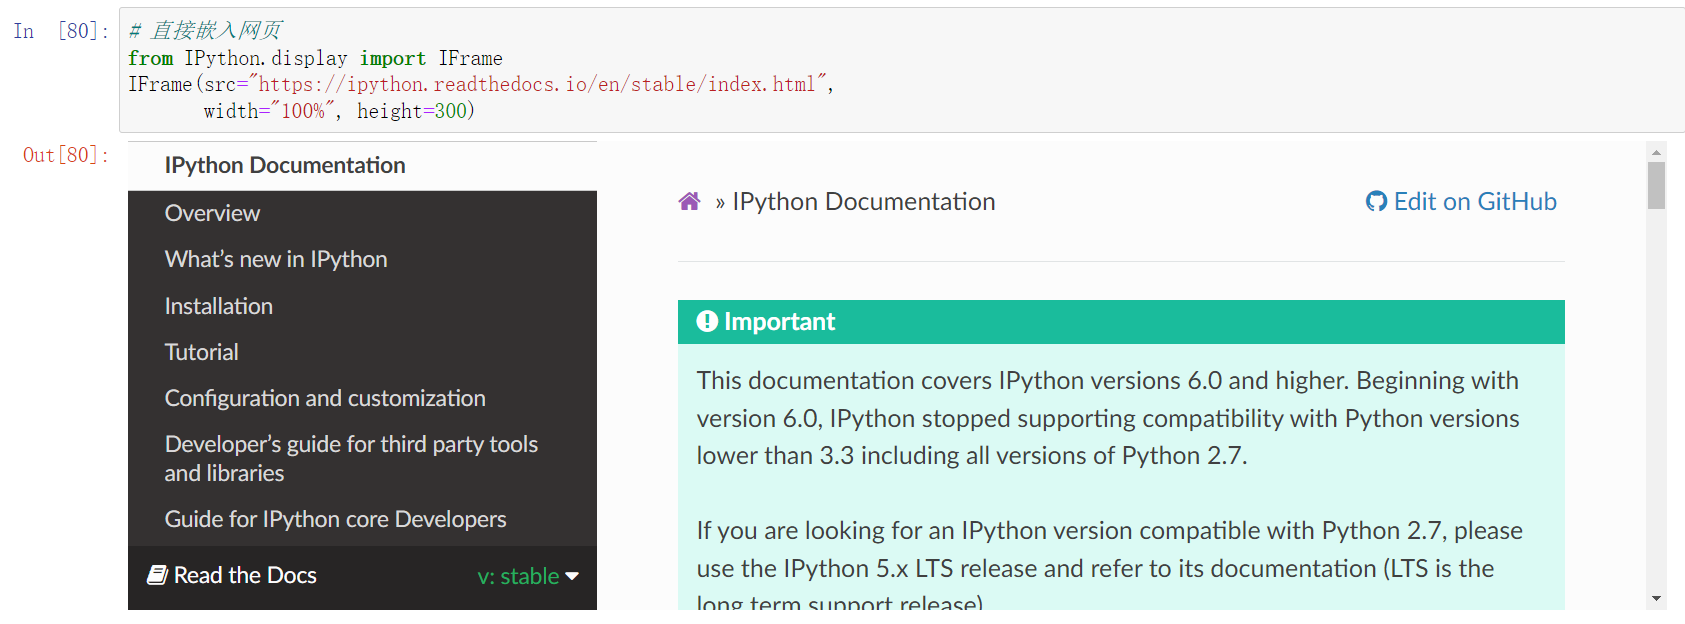 In [80]:
# 直接嵌入网页
from IPython.display import IFrame
IFrame(src="https://ipython.readthedocs.io/en/stable/index.html",
width="100%", height=300)
Out[80]:
IPython Documentation
Overview
What's new in IPython
Installation
Tutorial
Configuration and customization
Developer's guide for third party tools
and libraries
Guide for IPython core Developers
Read the Docs
v: stable
» IPython Documentation
Edit on GitHub
Important
This documentation covers IPython versions 6.0 and higher. Beginning with
version 6.0, IPython stopped supporting compatibility with Python versions
lower than 3.3 including all versions of Python 2.7.
If you are looking for an IPython version compatible with Python 2.7, please
use the IPython 5.x LTS release and refer to its documentation (LTS is the
long term support release)